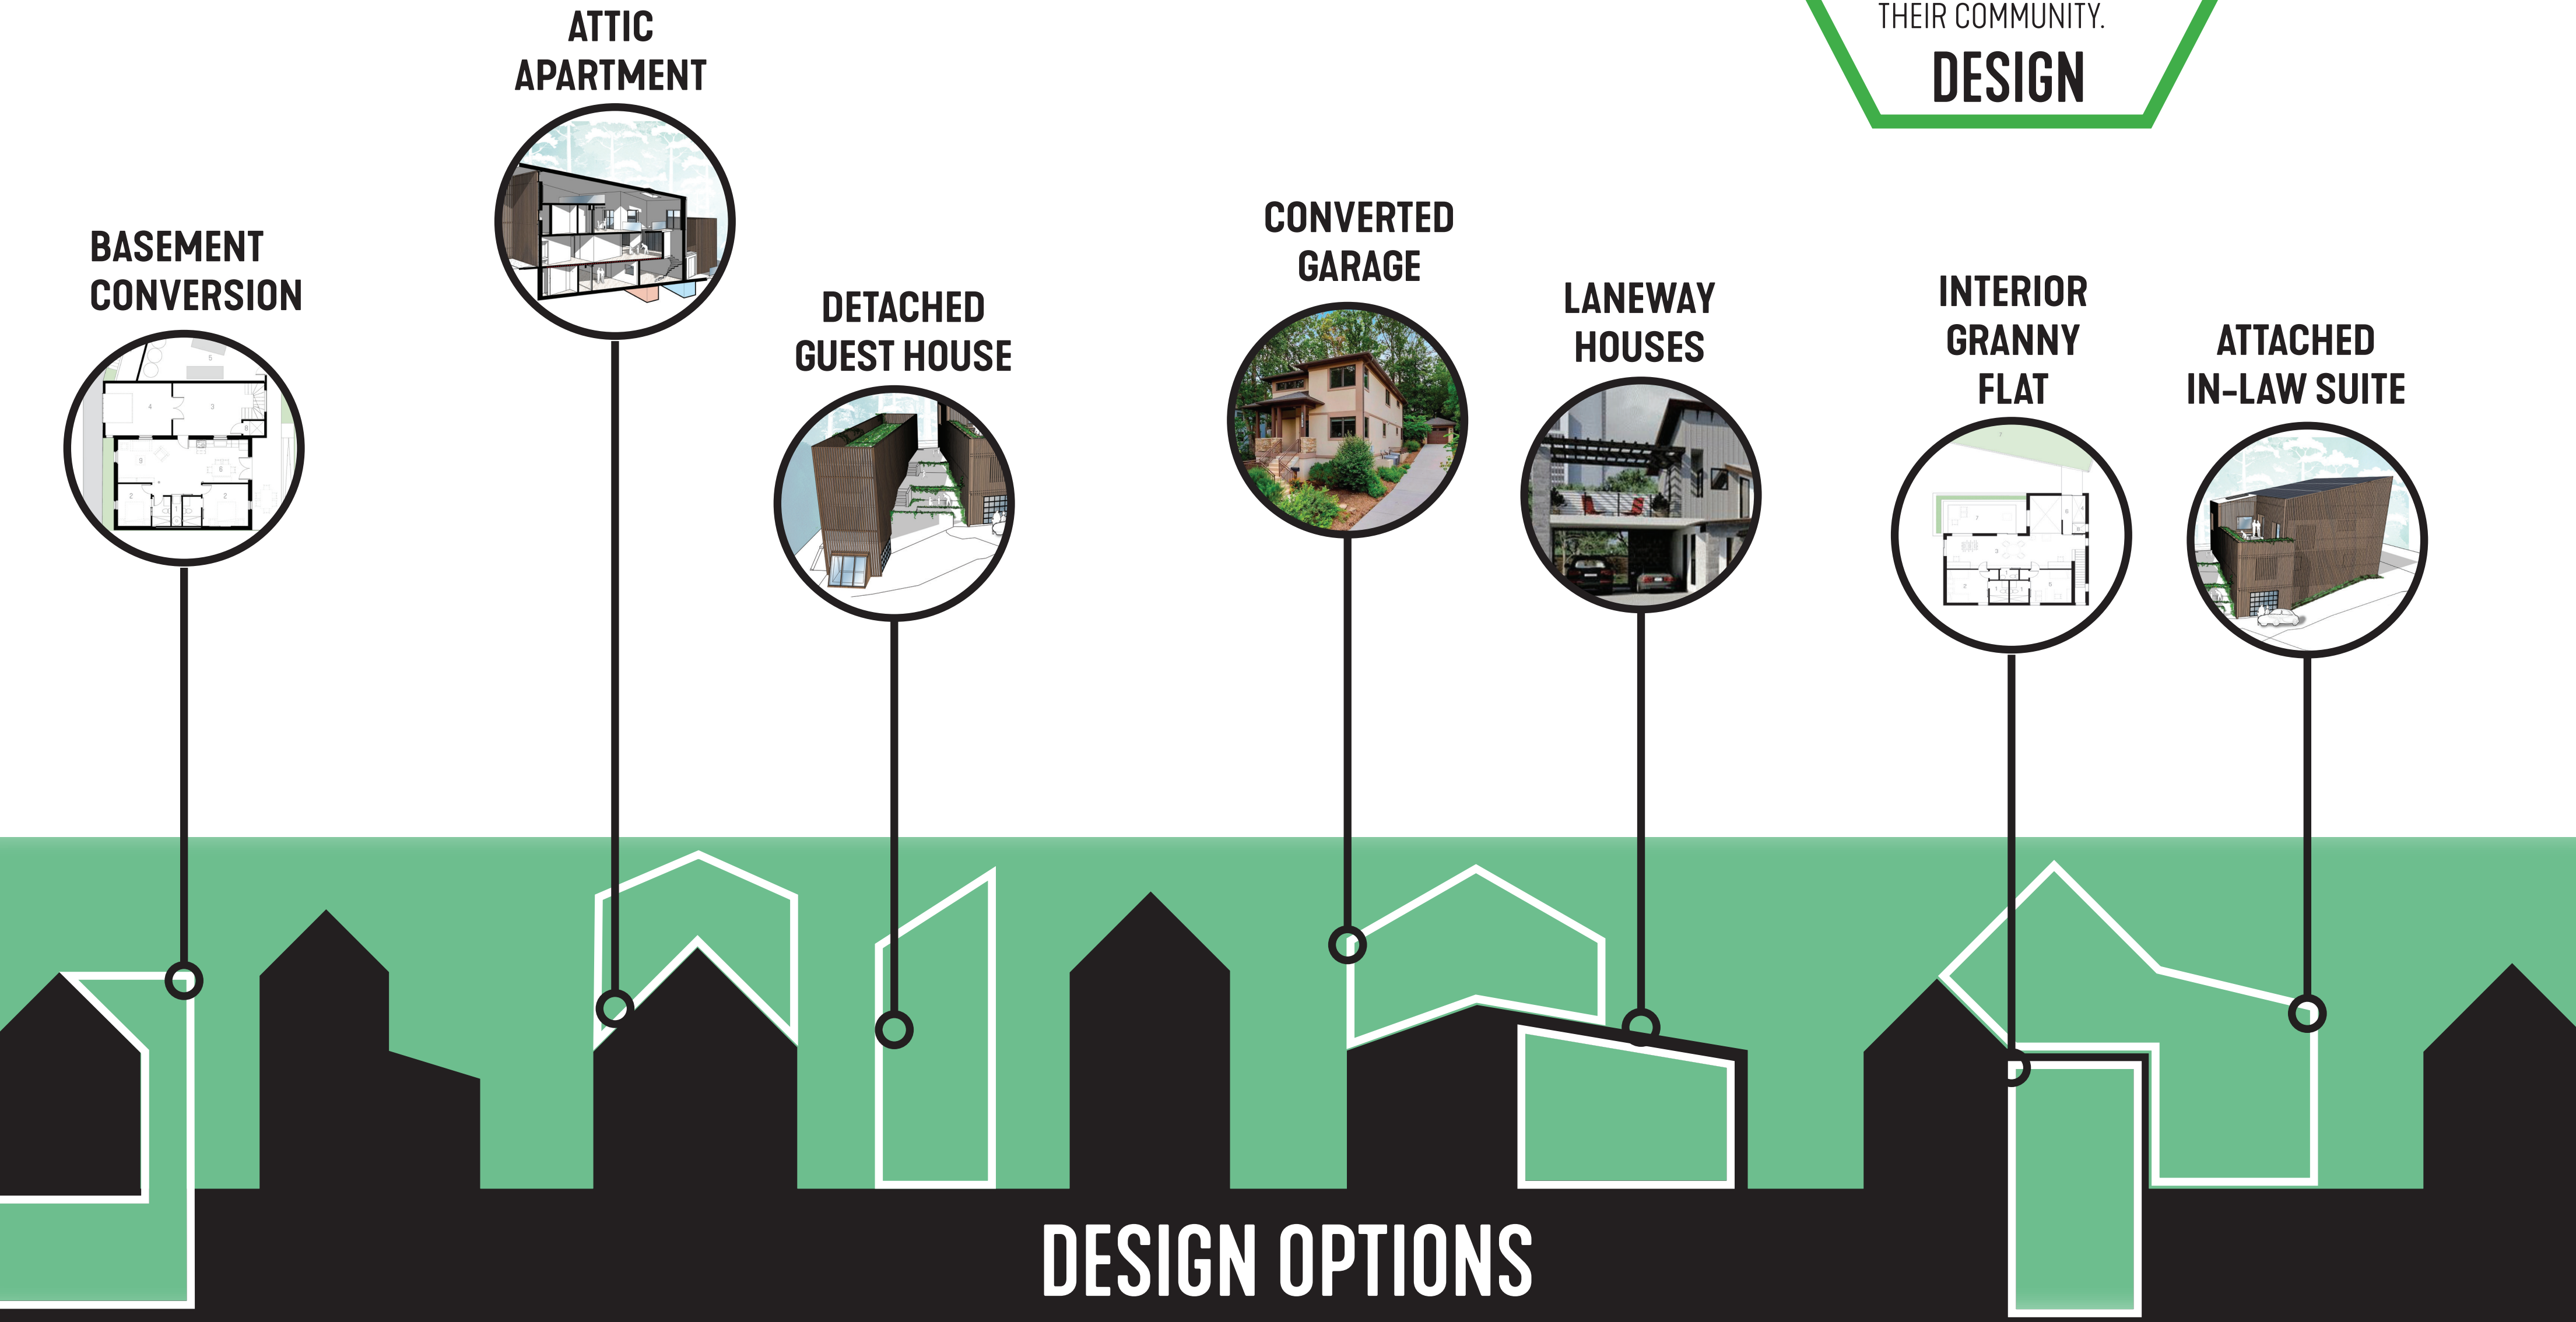 THEIR COMMUNITY.
DESIGN
ATTIC
APARTMENT
BASEMENT
CONVERSION
DETACHED
GUEST HOUSE
CONVERTED
GARAGE
LANEWAY
HOUSES
INTERIOR
GRANNY
FLAT
ATTACHED
IN-LAW SUITE
DESIGN OPTIONS